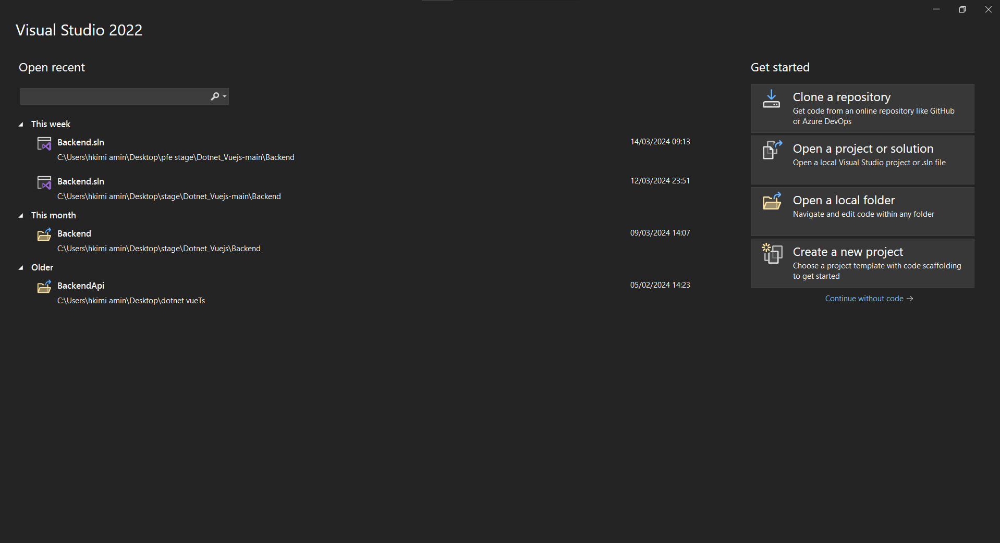 Visual Studio 2022
Open recent
This week
Backend.sln
14/03/2024 09:13
C:\Users\hkimi amin\Desktop\pfe stage\Dotnet_Vuejs-main\Backend
Backend.sln
12/03/2024 23:51
C:\Users\hkimi amin\Desktop\stage\Dotnet_Vuejs-main\Backend
This month
Backend
09/03/2024 14:07
C:\Users\hkimi amin\Desktop\stage\Dotnet_Vuejs\Backend
Older
BackendApi
05/02/2024 14:23
C:\Users\hkimi amin\Desktop\dotnet vueTs
Get started
Clone a repository
Get code from an online repository like GitHub
or Azure DevOps
Open a project or solution
Open a local Visual Studio project or .sln file
Open a local folder
Navigate and edit code within any folder
Create a new project
Choose a project template with code scaffolding
to get started
Continue without code →